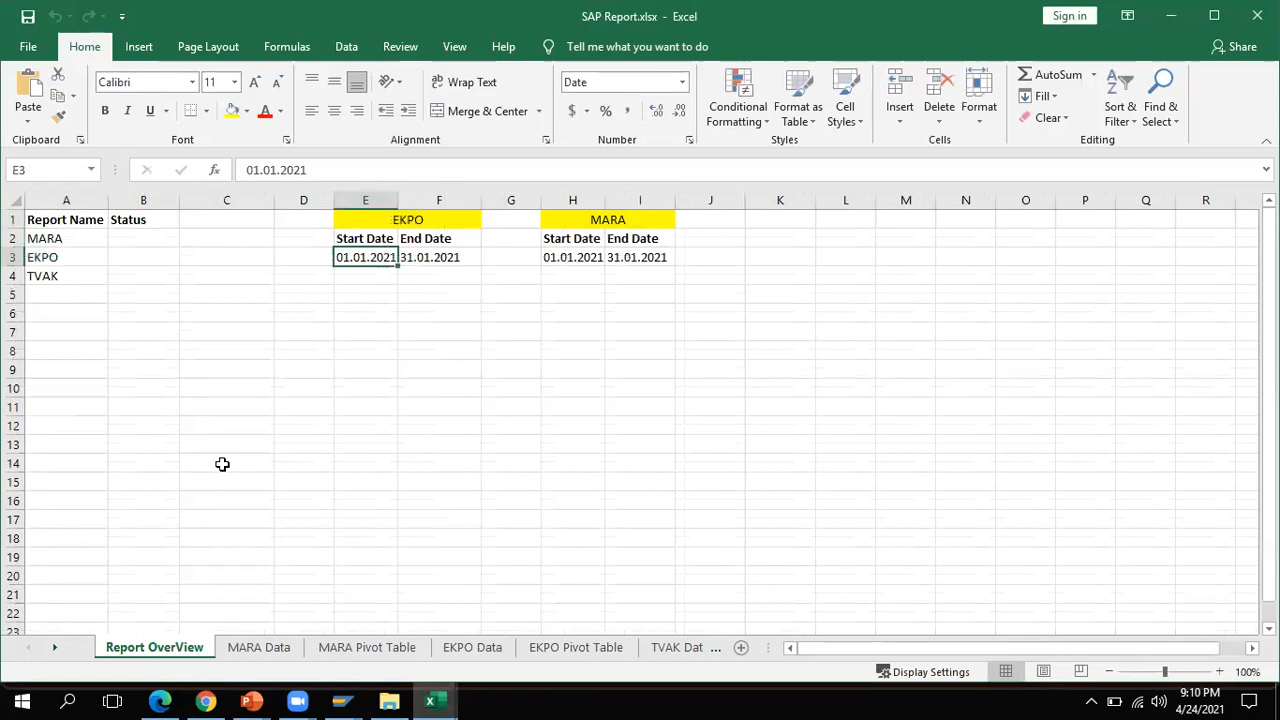 SAP Report.xlsx - Excel
Sign in
File Home Insert Page Layout Formulas Data Review View Help Tell me what you want to do Share
Paste
Calibri 11
B I U
Wrap Text
Merge & Center
Date
$ % ,
Conditional Formatting
Format as Table
Cell Styles
Insert Delete Format
AutoSum
Fill
Clear
Sort & Filter
Find & Select
Clipboard Font Alignment Number Styles Cells Editing
E3 fx 01.01.2021
A B C D E F G H I J K L M N O P Q R
1 Report Name Status EKPO MARA
2 MARA Start Date End Date Start Date End Date
3 EKPO 01.01.2021 31.01.2021 01.01.2021 31.01.2021
4 TVAK
5
6
7
8
9
10
11
12
13
14
15
16
17
18
19
20
21
22
23
Report OverView MARA Data MARA Pivot Table EKPO Data EKPO Pivot Table TVAK Dat ...
Display Settings 100%
9:10 PM
4/24/2021